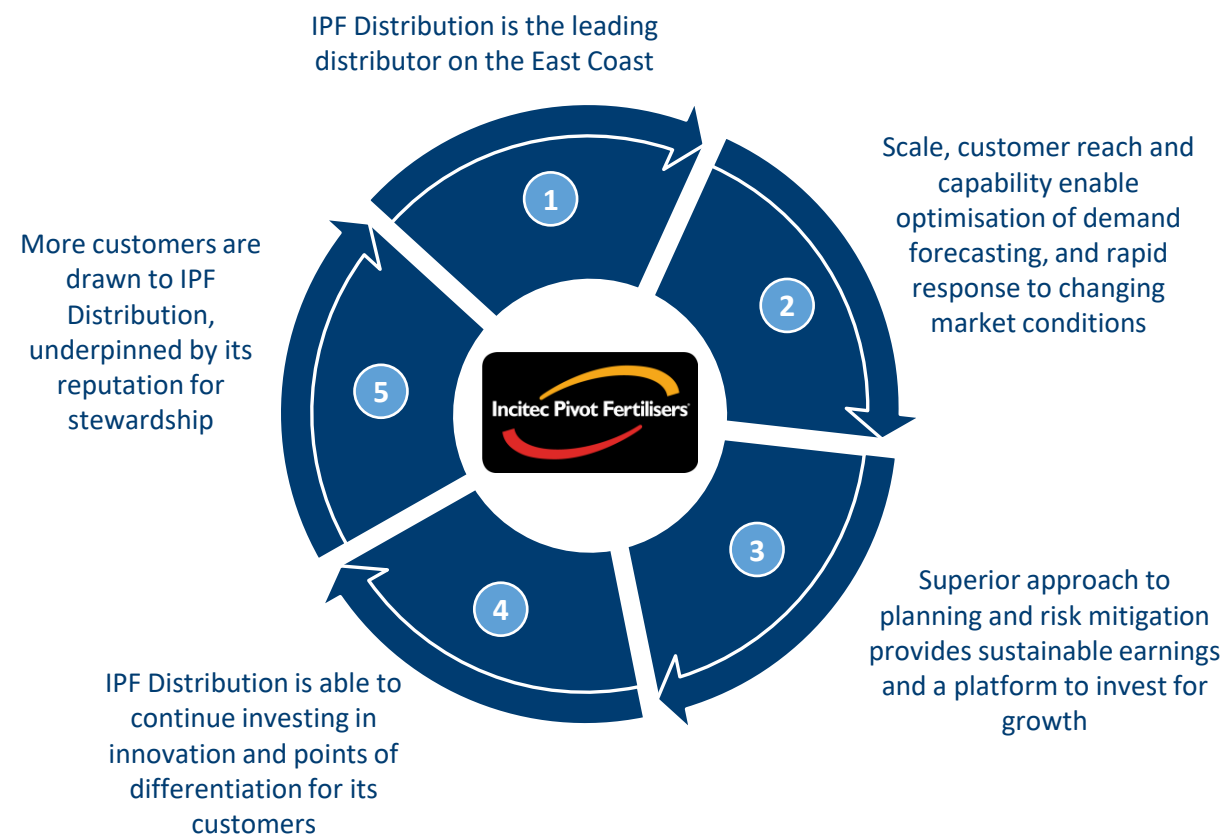 IPF Distribution is the leading
distributor on the East Coast
1
Scale, customer reach and
capability enable
optimisation of demand
forecasting, and rapid
response to changing
market conditions
2
Superior approach to
planning and risk mitigation
provides sustainable earnings
and a platform to invest for
growth
3
IPF Distribution is able to
continue investing in
innovation and points of
differentiation for its
customers
4
More customers are
drawn to IPF
Distribution,
underpinned by its
reputation for
stewardship
5
Incitec Pivot Fertilisers